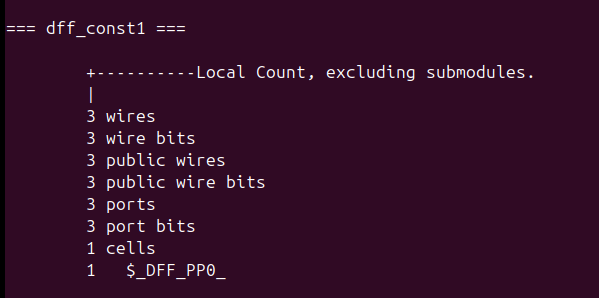 === dff_const1 ===
+----------Local Count, excluding submodules.
|
3 wires
3 wire bits
3 public wires
3 public wire bits
3 ports
3 port bits
1 cells
1   $_DFF_PP0_